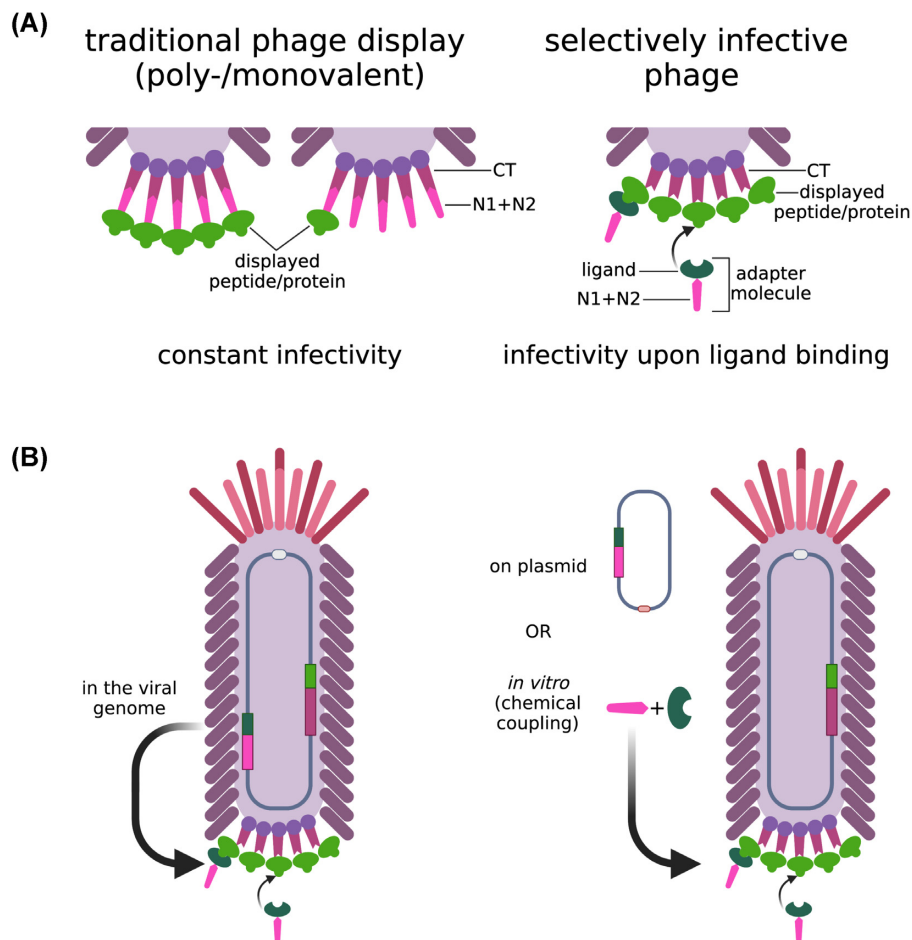 (A)
traditional phage display
(poly-/monovalent)
selectively infective
phage
CT
N1+N2
displayed
peptide/protein
CT
displayed
peptide/protein
ligand
N1+N2
adapter
molecule
constant infectivity
infectivity upon ligand binding
(B)
in the viral
genome
on plasmid
OR
in vitro
(chemical
coupling)
+